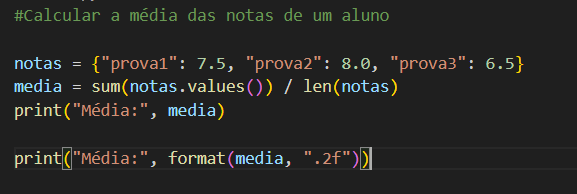 #Calcular a média das notas de um aluno
notas = {"prova1": 7.5, "prova2": 8.0, "prova3": 6.5}
media = sum(notas.values()) / len(notas)
print("Média:", media)
print("Média:", format(media, ".2f"))